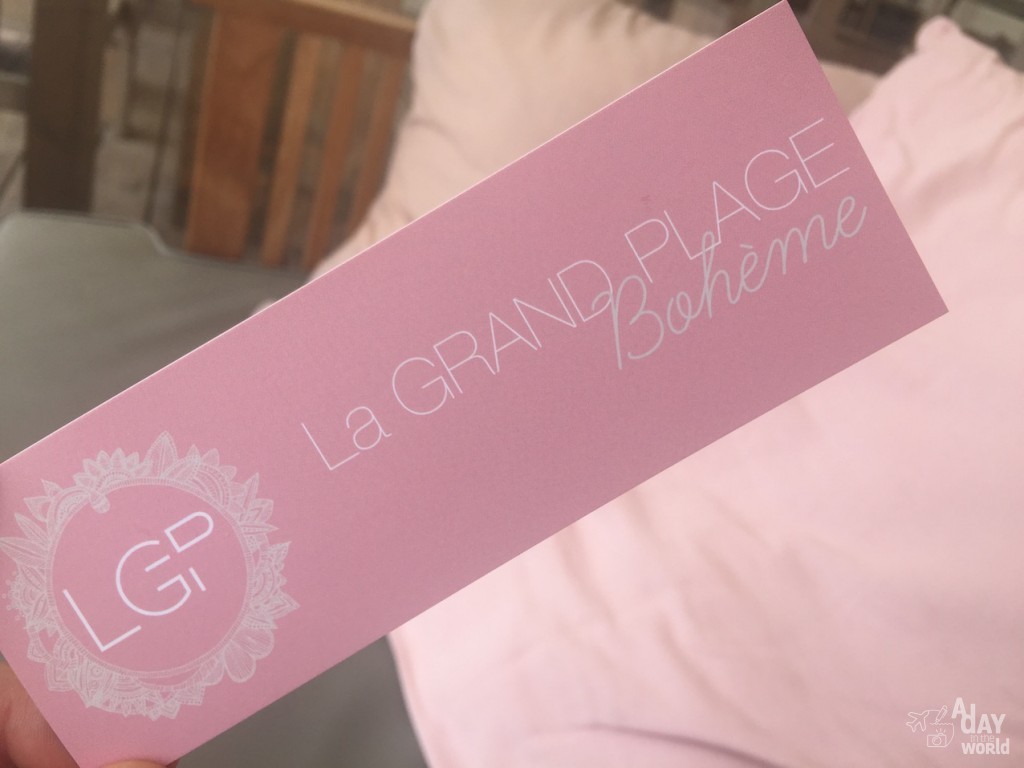 La GRAND PLAGE
Bohème
LGP
A
DAY
in the
world